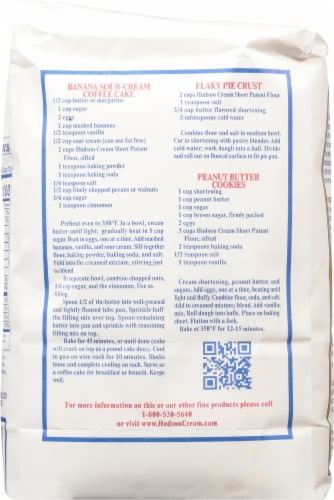 BANANA SOUR-CREAM
COFFEE CAKE
1/2 cup butter or margarine
1 cup sugar
2 eggs
1 cup mashed bananas
1/2 teaspoon vanilla
1/2 cup sour cream (can use fat free)
2 cups Hudson Cream Short Patent
Flour, sifted
1 teaspoon baking powder
1 teaspoon baking soda
1/4 teaspoon salt
1/2 cup finely chopped pecans or walnuts
1/4 cup sugar
1 teaspoon cinnamon
Preheat oven to 350°F. In a bowl, cream
butter until light; gradually beat in 1 cup
sugar. Beat in eggs, one at a time. Add mashed
bananas, vanilla, and sour cream. Sift together
flour, baking powder, baking soda, and salt.
Fold into the creamed mixture, stirring just
to blend.
In separate bowl, combine chopped nuts,
1/4 cup sugar, and the cinnamon. Use as
filling.
Spoon 1/2 of the butter into well-greased
and lightly floured tube pan. Sprinkle half
the filling mix over top. Spoon remaining
butter into pan and sprinkle with remaining
filling mix on top.
Bake for 45 minutes, or until done (cake
will crack on top as a pound cake does). Cool
in pan on wire rack for 10 minutes. Shake
loose and complete cooling on rack. Serve as
a coffee cake for breakfast or brunch. Keeps
well.
FLAKY PIE CRUST
2 cups Hudson Cream Short Patent Flour
1 teaspoon salt
3/4 cup butter flavored shortening
5 tablespoons cold water
Combine flour and salt in medium bowl.
Cut in shortening with pastry blender. Add
cold water, work dough into a ball. Divide
and roll out on floured surface to fit pie pan.
PEANUT BUTTER
COOKIES
1 cup shortening
1 cup peanut butter
1 cup sugar
1 cup brown sugar, firmly packed
2 eggs
3 cups Hudson Cream Short Patent
Flour, sifted
2 teaspoons baking soda
1/2 teaspoon salt
1 teaspoon vanilla
Cream shortening, peanut butter, and
sugars. Add eggs, one at a time, beating until
light and fluffy. Combine flour, soda, and salt.
Add to creamed mixture; blend. Add vanilla,
mix. Roll dough into balls. Place on baking
sheet. Flatten with a fork.
Bake at 350°F for 12-15 minutes.
For more information on this or our other fine products please call
1-800-530-5640
or visit www.HudsonCream.com